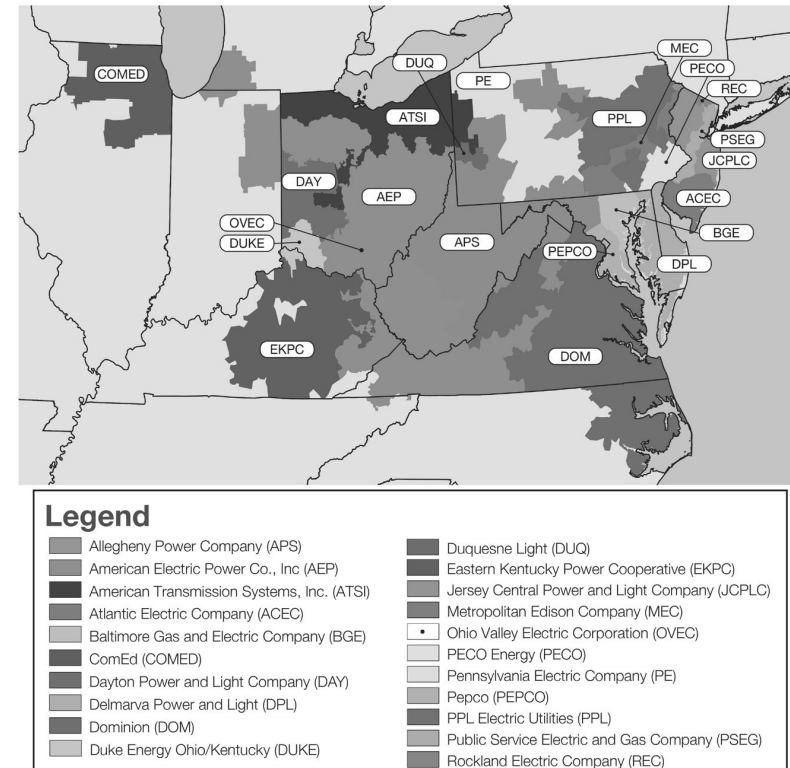 MEC
DUQ
PECO
PE
COMED
REC
ATSI
PPL
PSEG
JCPLC
DAY
AEP
ACEC
OVEC
BGE
DUKE
APS
PEPCO
DPL
EKPC
DOM
Legend
Allegheny Power Company (APS)
American Electric Power Co., Inc (AEP)
American Transmission Systems, Inc. (ATSI)
Atlantic Electric Company (ACEC)
Baltimore Gas and Electric Company (BGE)
ComEd (COMED)
Dayton Power and Light Company (DAY)
Delmarva Power and Light (DPL)
Dominion (DOM)
Duke Energy Ohio/Kentucky (DUKE)
Duquesne Light (DUQ)
Eastern Kentucky Power Cooperative (EKPC)
Jersey Central Power and Light Company (JCPLC)
Metropolitan Edison Company (MEC)
Ohio Valley Electric Corporation (OVEC)
PECO Energy (PECO)
Pennsylvania Electric Company (PE)
Pepco (PEPCO)
PPL Electric Utilities (PPL)
Public Service Electric and Gas Company (PSEG)
Rockland Electric Company (REC)